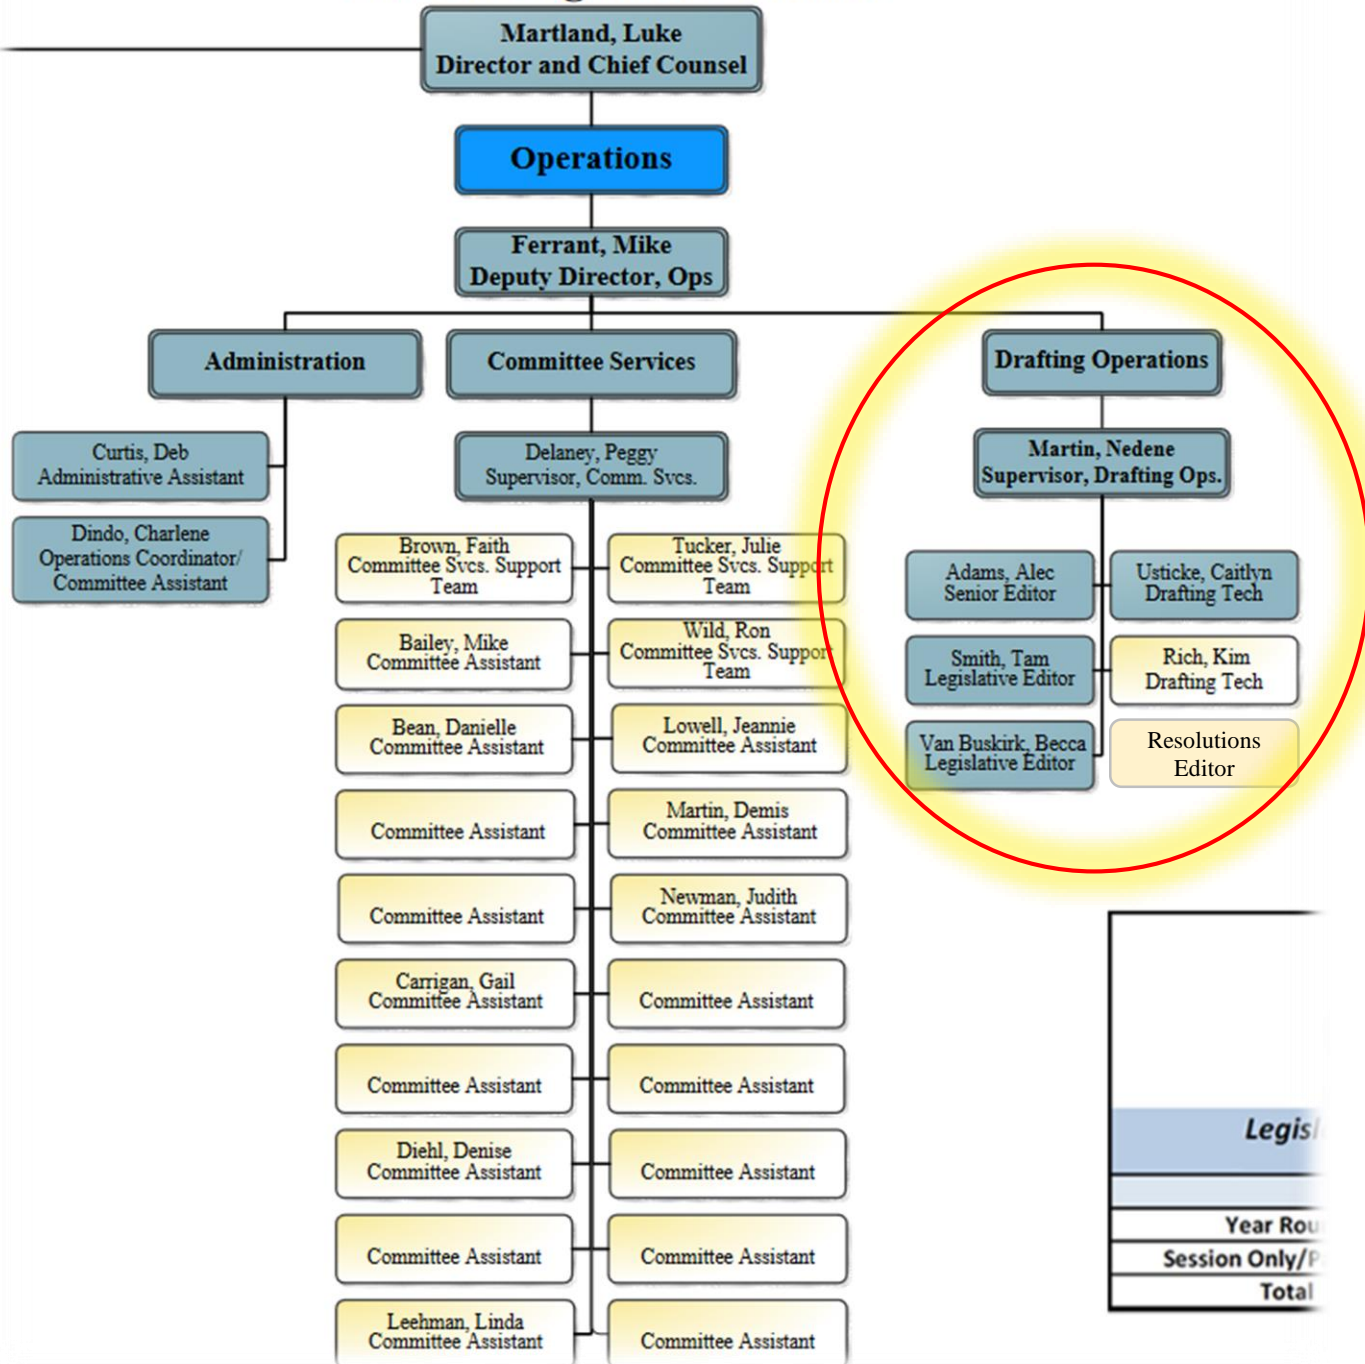 Martland, Luke
Director and Chief Counsel
Operations
Ferrant, Mike
Deputy Director, Ops
Administration
Committee Services
Drafting Operations
Curtis, Deb
Administrative Assistant
Dindo, Charlene
Operations Coordinator/
Committee Assistant
Delaney, Peggy
Supervisor, Comm. Svcs.
Martin, Nedene
Supervisor, Drafting Ops.
Brown, Faith
Committee Svcs. Support
Team
Tucker, Julie
Committee Svcs. Support
Team
Bailey, Mike
Committee Assistant
Wild, Ron
Committee Svcs. Support
Team
Bean, Danielle
Committee Assistant
Lowell, Jeannie
Committee Assistant
Committee Assistant
Martin, Demis
Committee Assistant
Committee Assistant
Newman, Judith
Committee Assistant
Carrigan, Gail
Committee Assistant
Committee Assistant
Committee Assistant
Committee Assistant
Diehl, Denise
Committee Assistant
Committee Assistant
Committee Assistant
Committee Assistant
Leehman, Linda
Committee Assistant
Committee Assistant
Adams, Alec
Senior Editor
Usticke, Caitlyn
Drafting Tech
Smith, Tam
Legislative Editor
Rich, Kim
Drafting Tech
Van Buskirk, Becca
Legislative Editor
Resolutions
Editor
Legisl
Year Rou
Session Only/P
Total